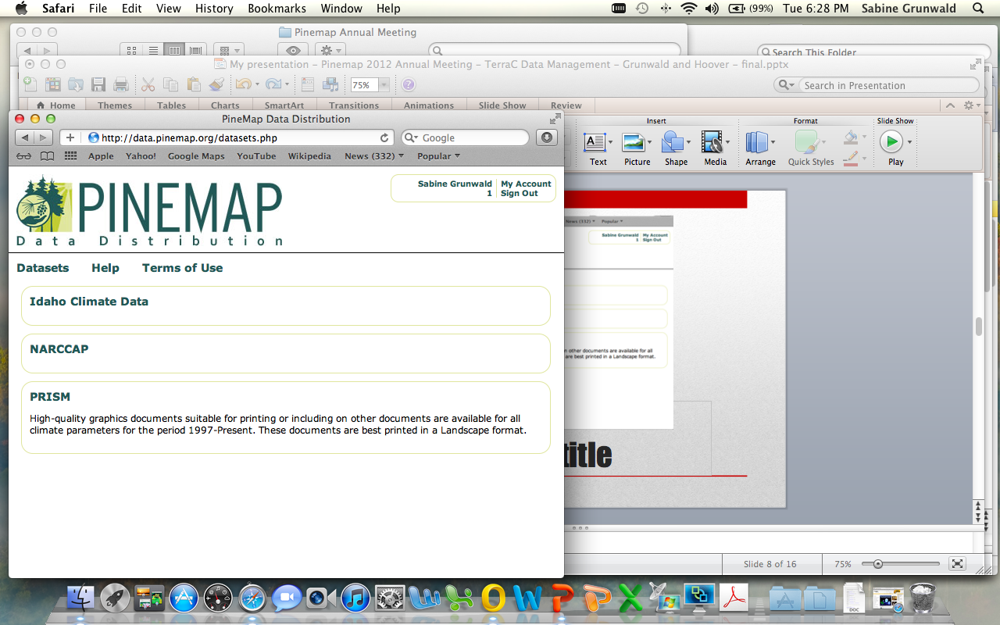 Safari File Edit View History Bookmarks Window Help (99%) Tue 6:28 PM Sabine Grunwald
Pinemap Annual Meeting
Search This Folder
My presentation – Pinemap 2012 Annual Meeting – TerraC Data Management – Grunwald and Hoover – final.pptx
75%
Search in Presentation
Home Themes Tables Charts SmartArt Transitions Animations Slide Show Review
Insert Format Slide Show
Text Picture Shape Media Arrange Quick Styles Play
PineMap Data Distribution
http://data.pinemap.org/datasets.php
Google
Apple Yahoo! Google Maps YouTube Wikipedia News (332) Popular
PINEMAP
Data Distribution
Sabine Grunwald My Account
1 Sign Out
Datasets Help Terms of Use
Idaho Climate Data
NARCCAP
PRISM
High-quality graphics documents suitable for printing or including on other documents are available for all
climate parameters for the period 1997-Present. These documents are best printed in a Landscape format.
News (332) Popular
Sabine Grunwald My Account
1 Sign Out
other documents are available for all
are best printed in a Landscape format.
title
Slide 8 of 16 75%
DOC